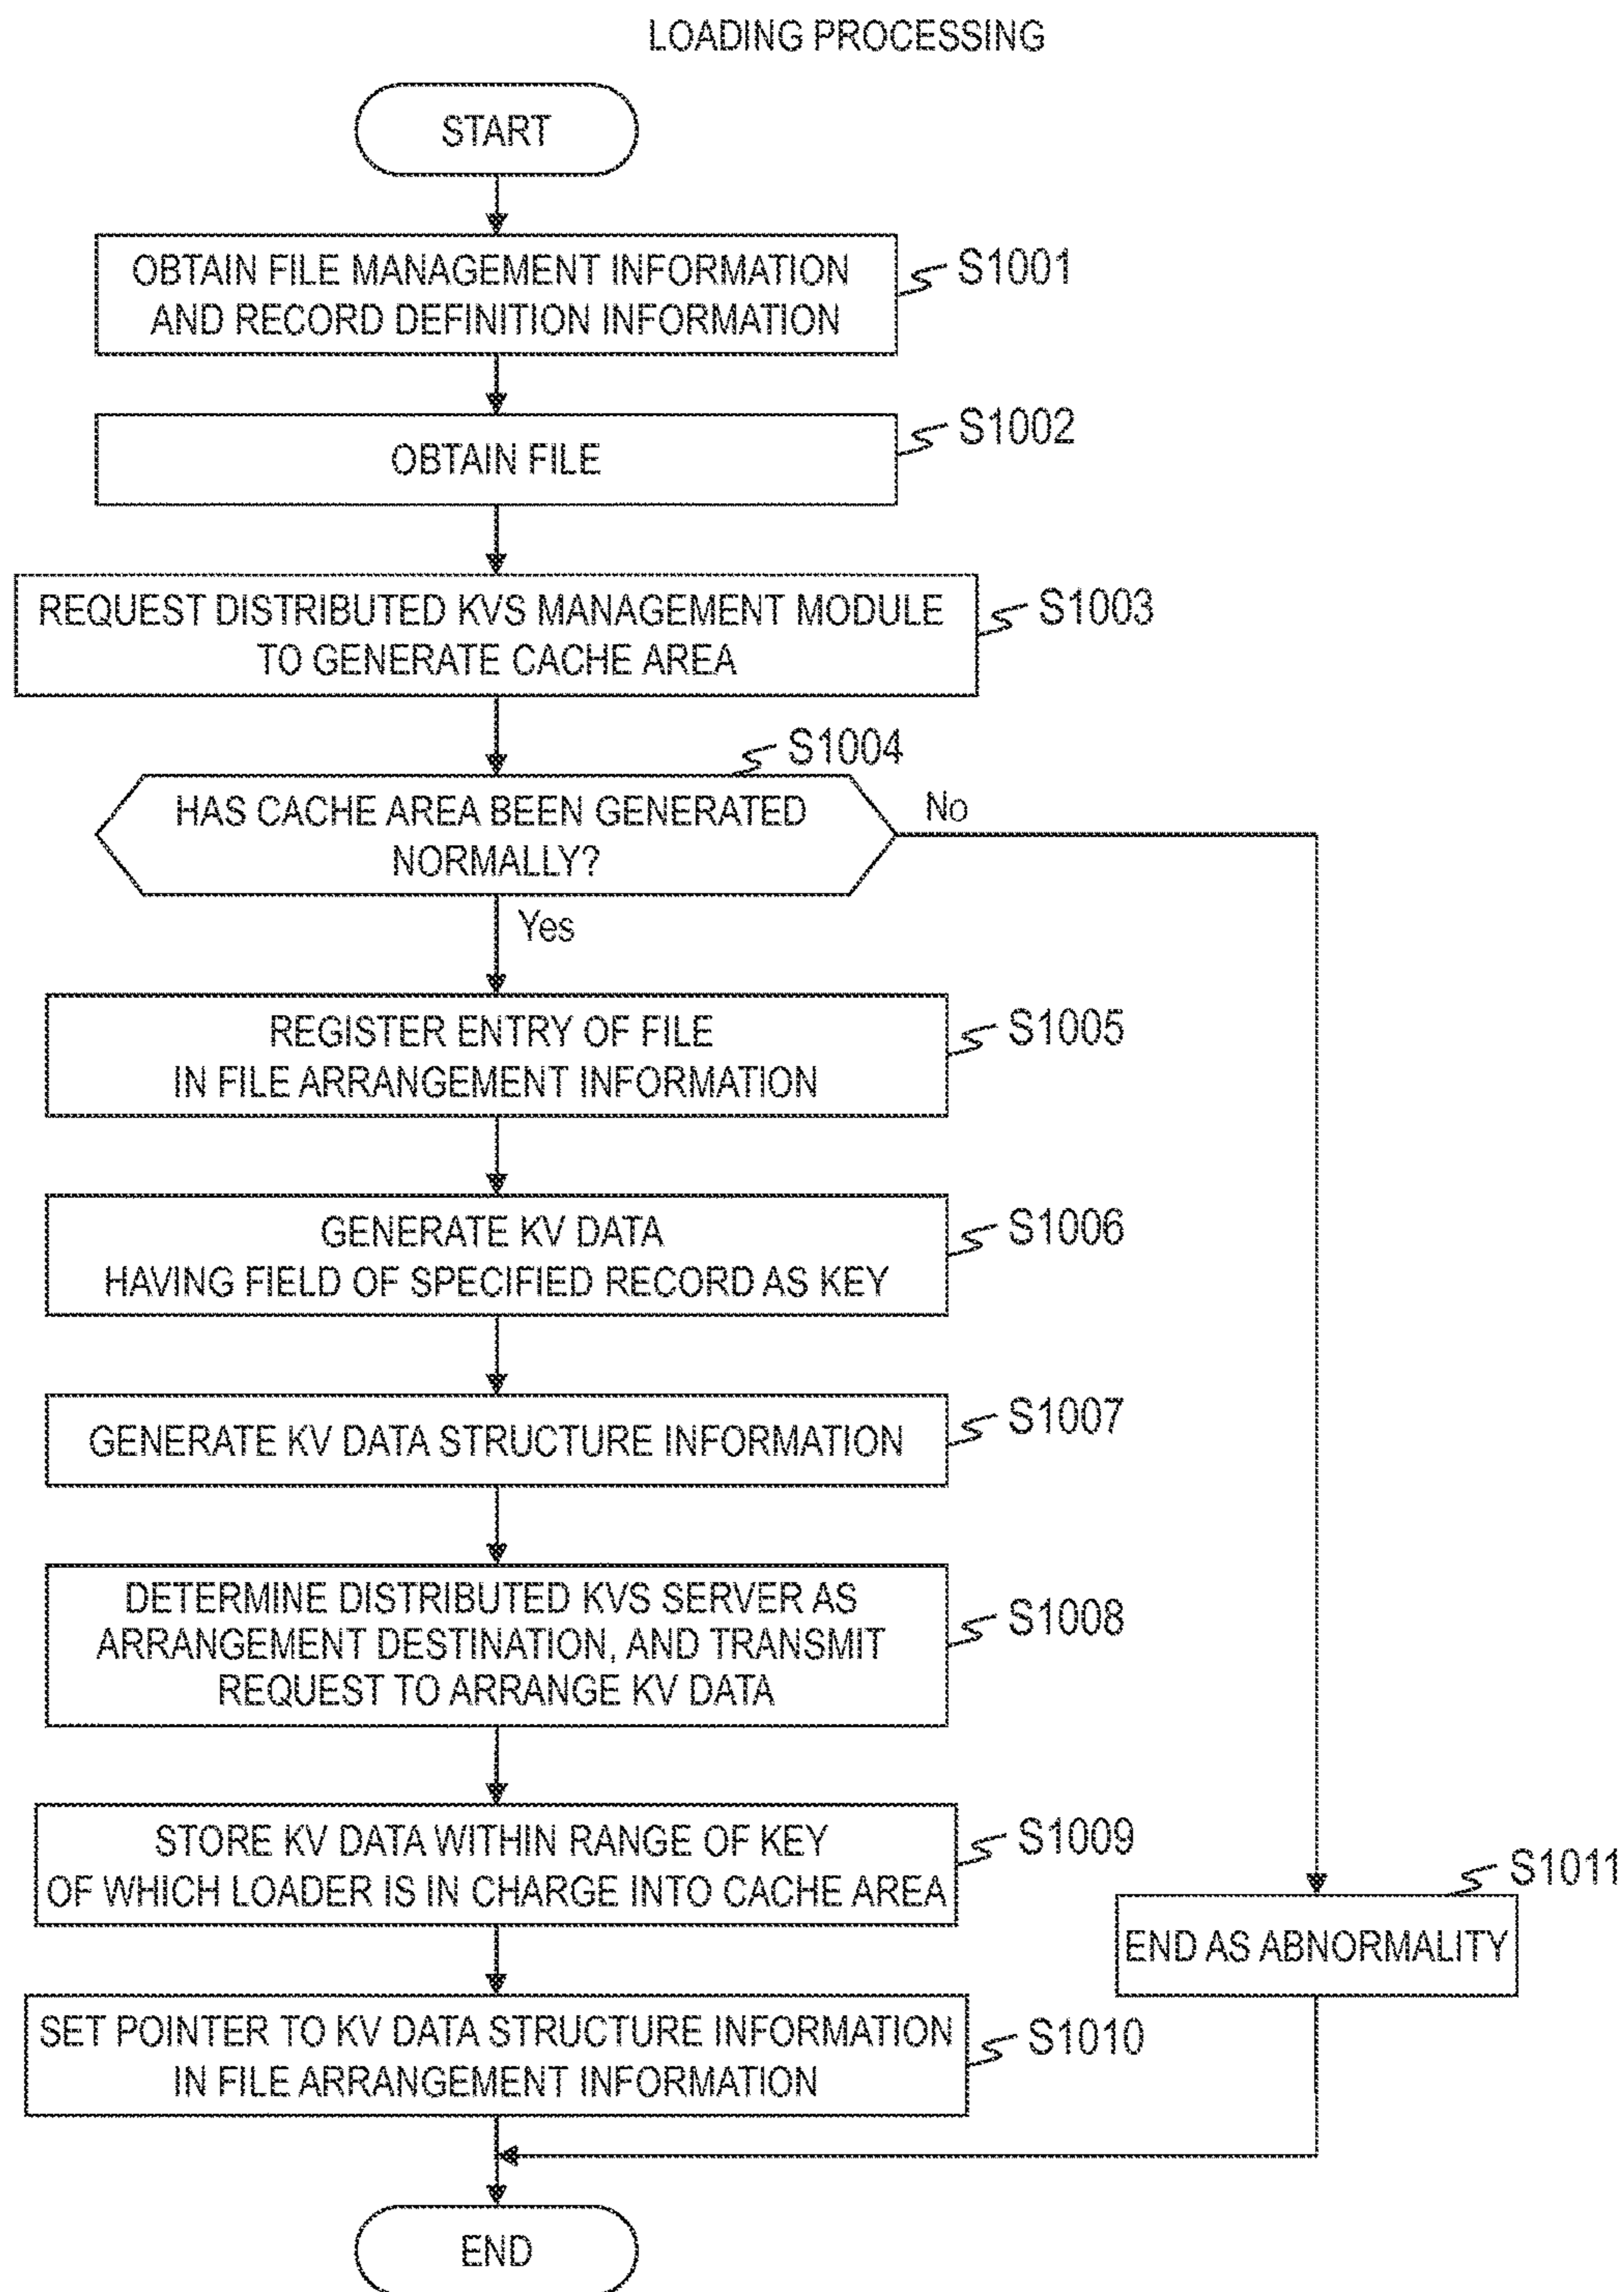 LOADING PROCESSING
START
OBTAIN FILE MANAGEMENT INFORMATION
AND RECORD DEFINITION INFORMATION
S1001
OBTAIN FILE
S1002
REQUEST DISTRIBUTED KVS MANAGEMENT MODULE
TO GENERATE CACHE AREA
S1003
S1004
HAS CACHE AREA BEEN GENERATED
NORMALLY?
No
Yes
REGISTER ENTRY OF FILE
IN FILE ARRANGEMENT INFORMATION
S1005
GENERATE KV DATA
HAVING FIELD OF SPECIFIED RECORD AS KEY
S1006
GENERATE KV DATA STRUCTURE INFORMATION
S1007
DETERMINE DISTRIBUTED KVS SERVER AS
ARRANGEMENT DESTINATION, AND TRANSMIT
REQUEST TO ARRANGE KV DATA
S1008
STORE KV DATA WITHIN RANGE OF KEY
OF WHICH LOADER IS IN CHARGE INTO CACHE AREA
S1009
S1011
END AS ABNORMALITY
SET POINTER TO KV DATA STRUCTURE INFORMATION
IN FILE ARRANGEMENT INFORMATION
S1010
END